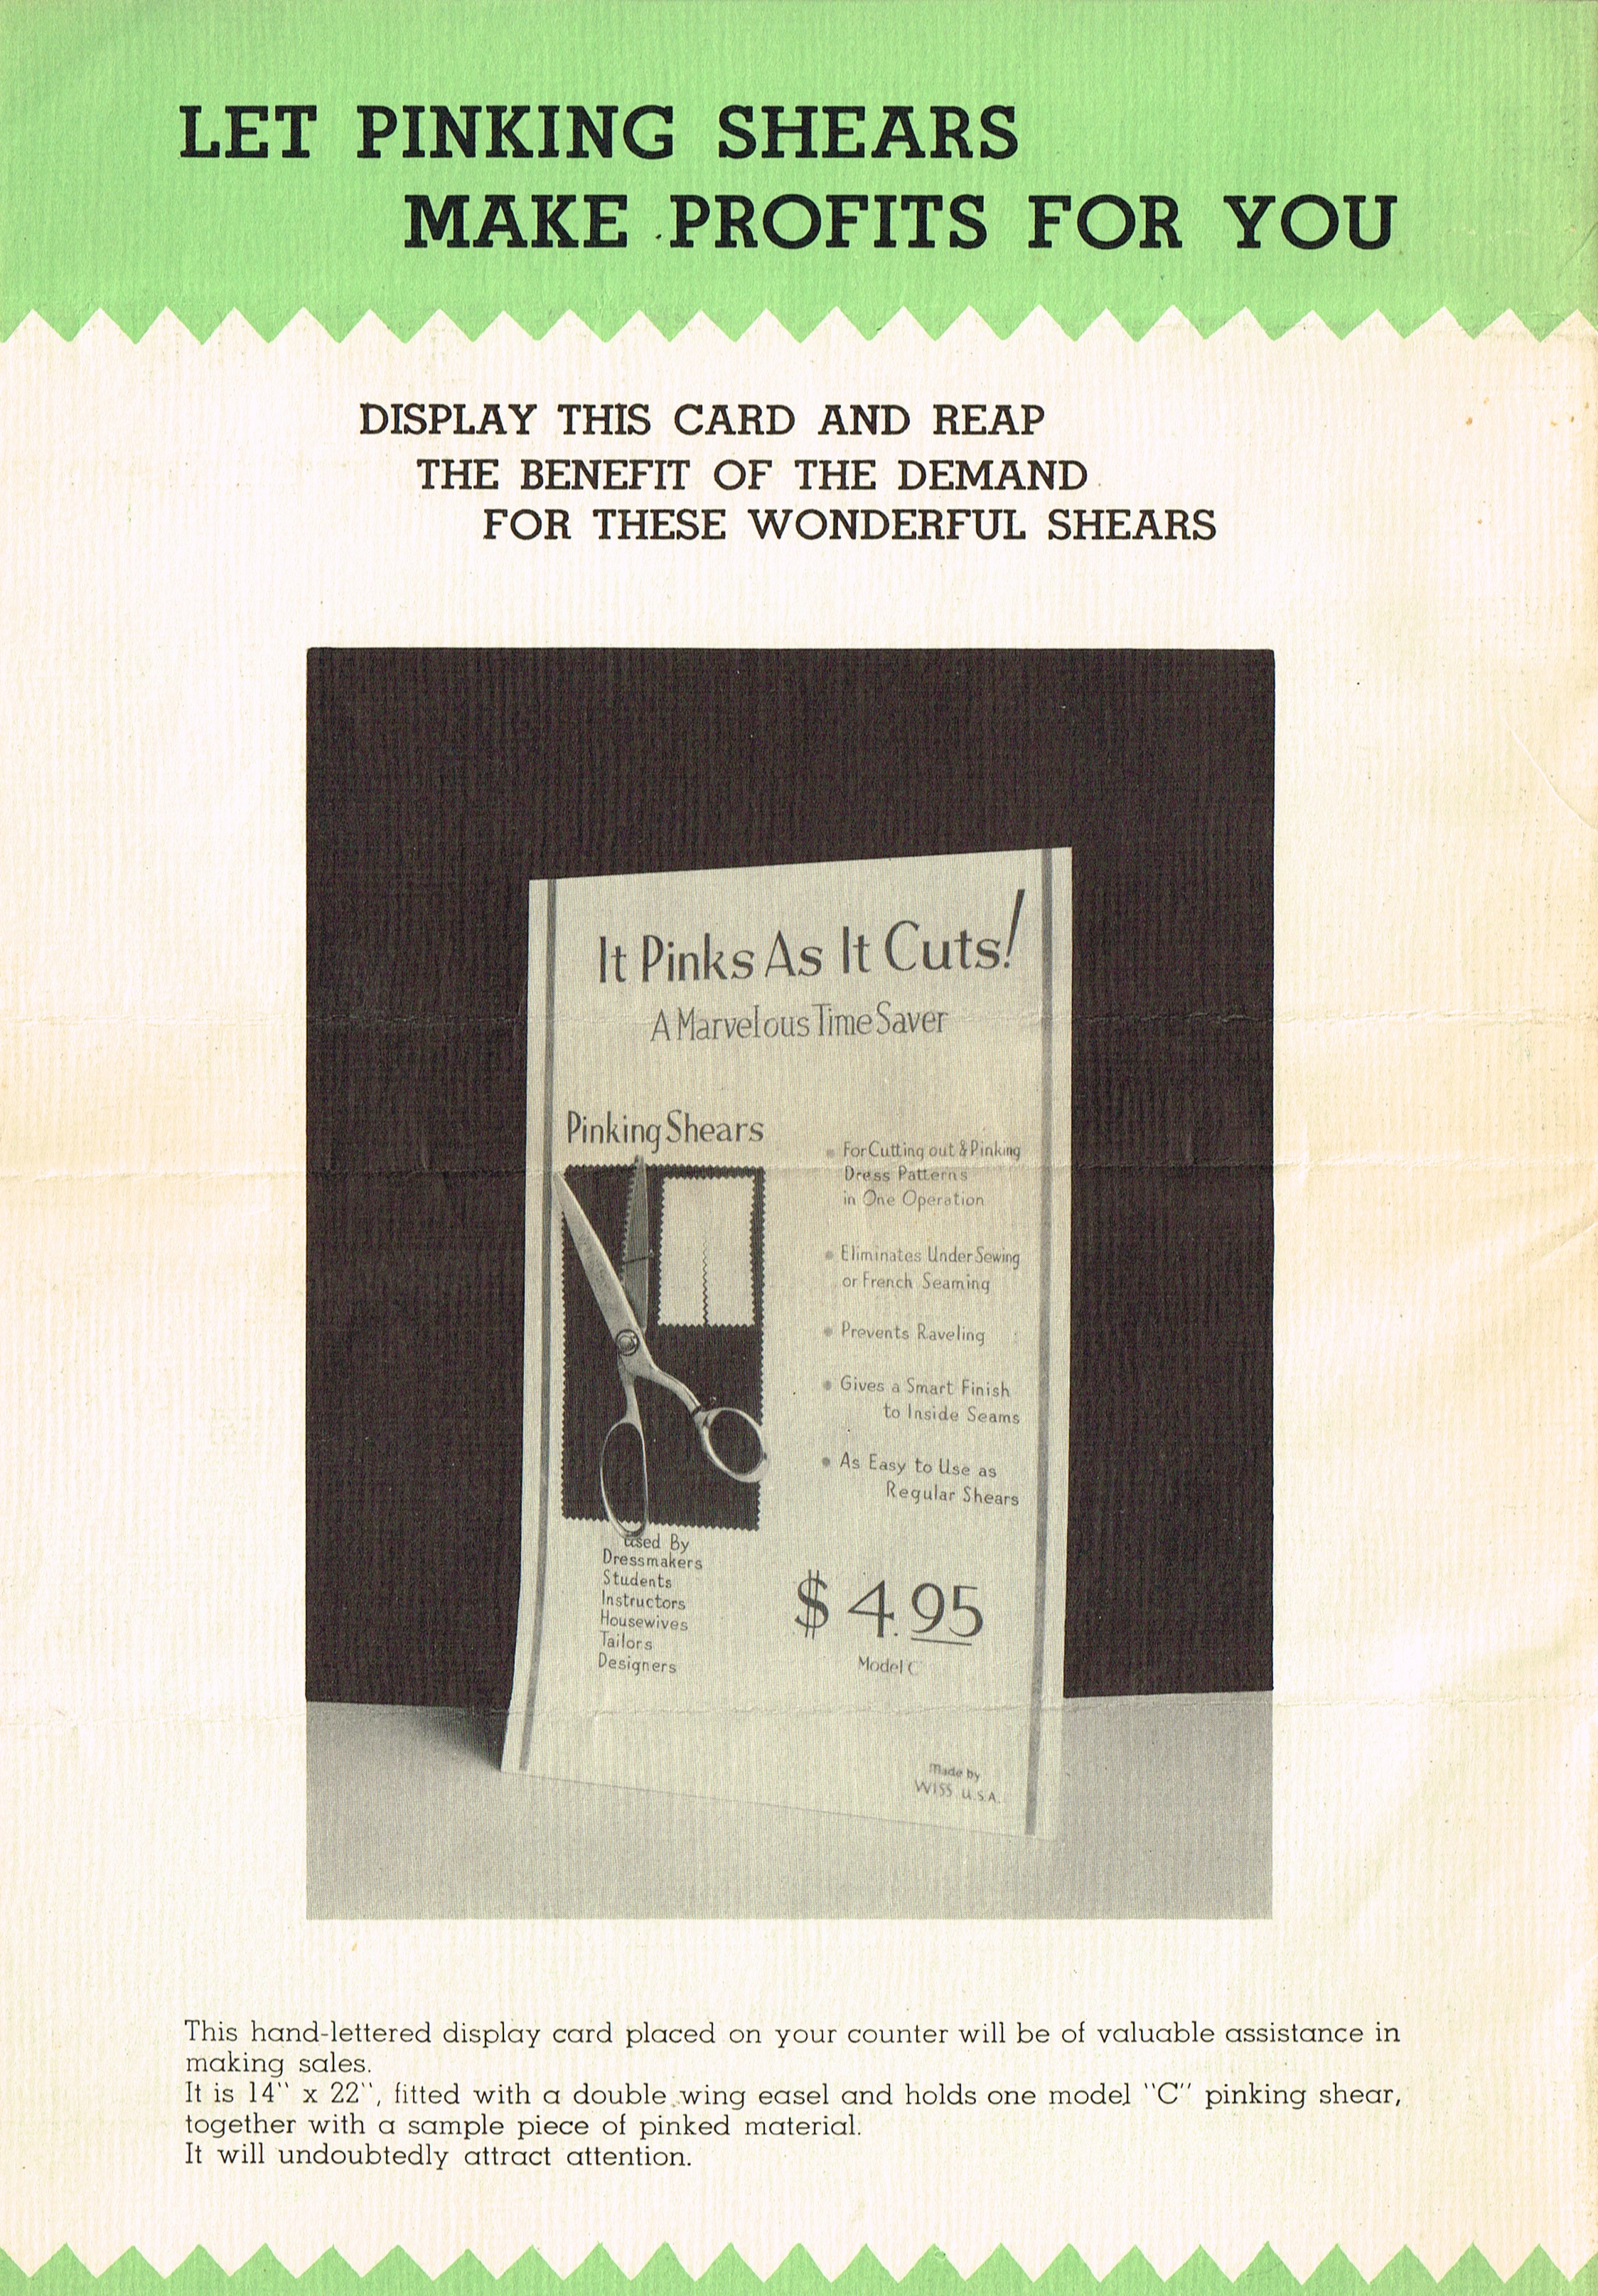 LET PINKING SHEARS
MAKE PROFITS FOR YOU
DISPLAY THIS CARD AND REAP
THE BENEFIT OF THE DEMAND
FOR THESE WONDERFUL SHEARS
It Pinks As It Cuts!
A Marvelous Time Saver
Pinking Shears
• For Cutting out & Pinking
Dress Patterns
in One Operation
• Eliminates Under Sewing
or French Seaming
• Prevents Raveling
• Gives a Smart Finish
to Inside Seams
• As Easy to Use as
Regular Shears
Used By
Dressmakers
Students
Instructors
Housewives
Tailors
Designers
$4.95
Model C
Made by
WISS U.S.A.
This hand-lettered display card placed on your counter will be of valuable assistance in
making sales.
It is 14" x 22", fitted with a double wing easel and holds one model "C" pinking shear,
together with a sample piece of pinked material.
It will undoubtedly attract attention.